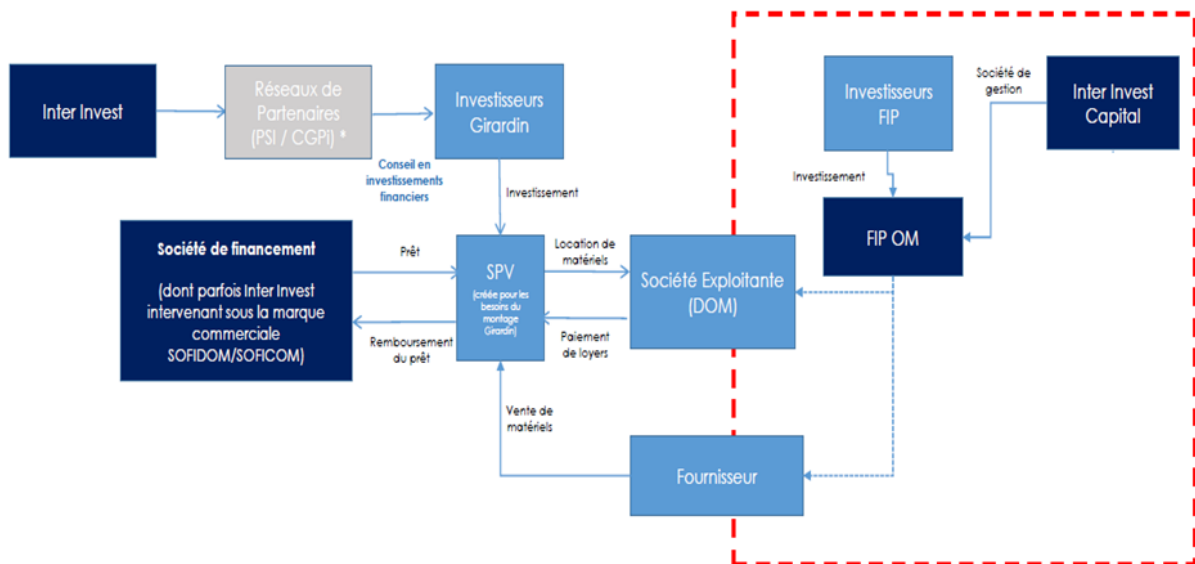 Inter Invest
Réseaux de
Partenaires
(PSI / CGPI) *
Investisseurs
Girardin
Conseil en
investissements
financiers
Investissement
Société de financement
(dont parfois Inter Invest
intervenant sous la marque
commerciale
SOFIDOM/SOFICOM)
Prêt
Remboursement
du prêt
SPV
(créée pour les
besoins du
montage
Girardin)
Location de
matériels
Paiement
de loyers
Société Exploitante
(DOM)
Vente de
matériels
Fournisseur
Investisseurs
FIP
Société de
gestion
Inter Invest
Capital
Investissement
FIP OM